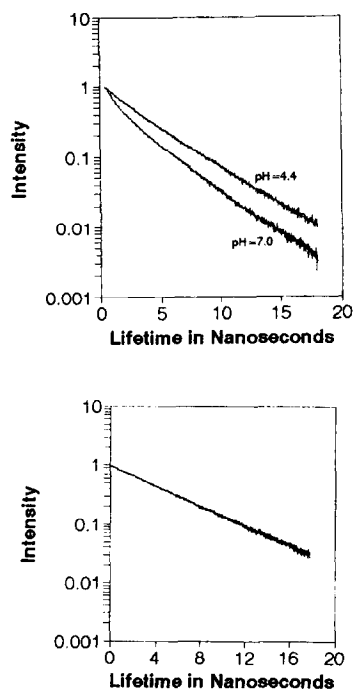 10
1
0.1
0.01
0.001
Intensity
pH=4.4
pH=7.0
0 5 10 15 20
Lifetime in Nanoseconds
10
1
0.1
0.01
0.001
Intensity
0 4 8 12 16 20
Lifetime in Nanoseconds